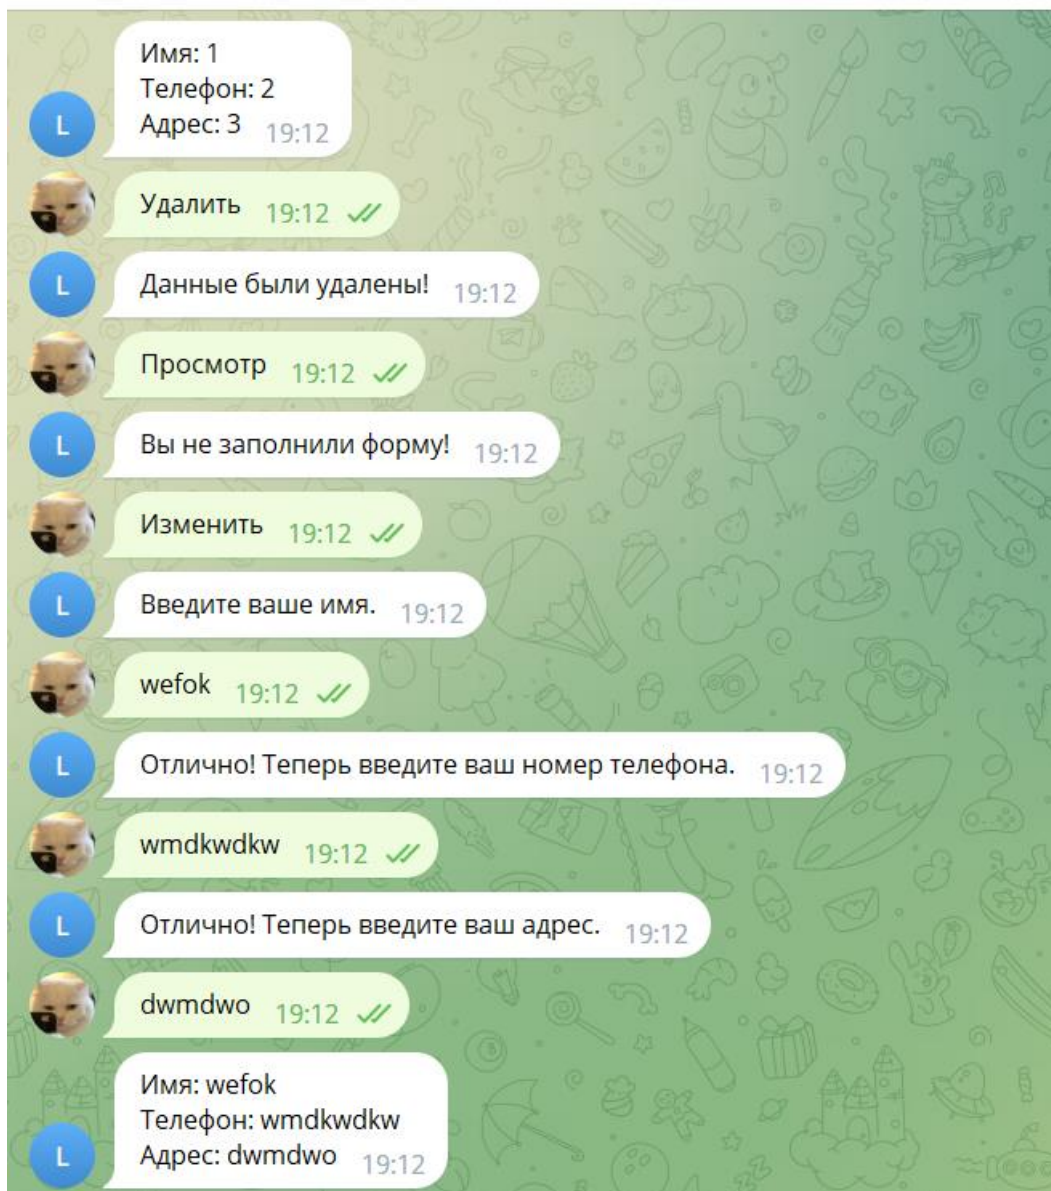 Имя: 1
Телефон: 2
Адрес: 3 19:12
L
Удалить 19:12
Данные были удалены! 19:12
L
Просмотр 19:12
Вы не заполнили форму! 19:12
L
Изменить 19:12
Введите ваше имя. 19:12
L
wefok 19:12
Отлично! Теперь введите ваш номер телефона. 19:12
L
wmdkwdkw 19:12
Отлично! Теперь введите ваш адрес. 19:12
L
dwmdwo 19:12
Имя: wefok
Телефон: wmdkwdkw
Адрес: dwmdwo 19:12
L